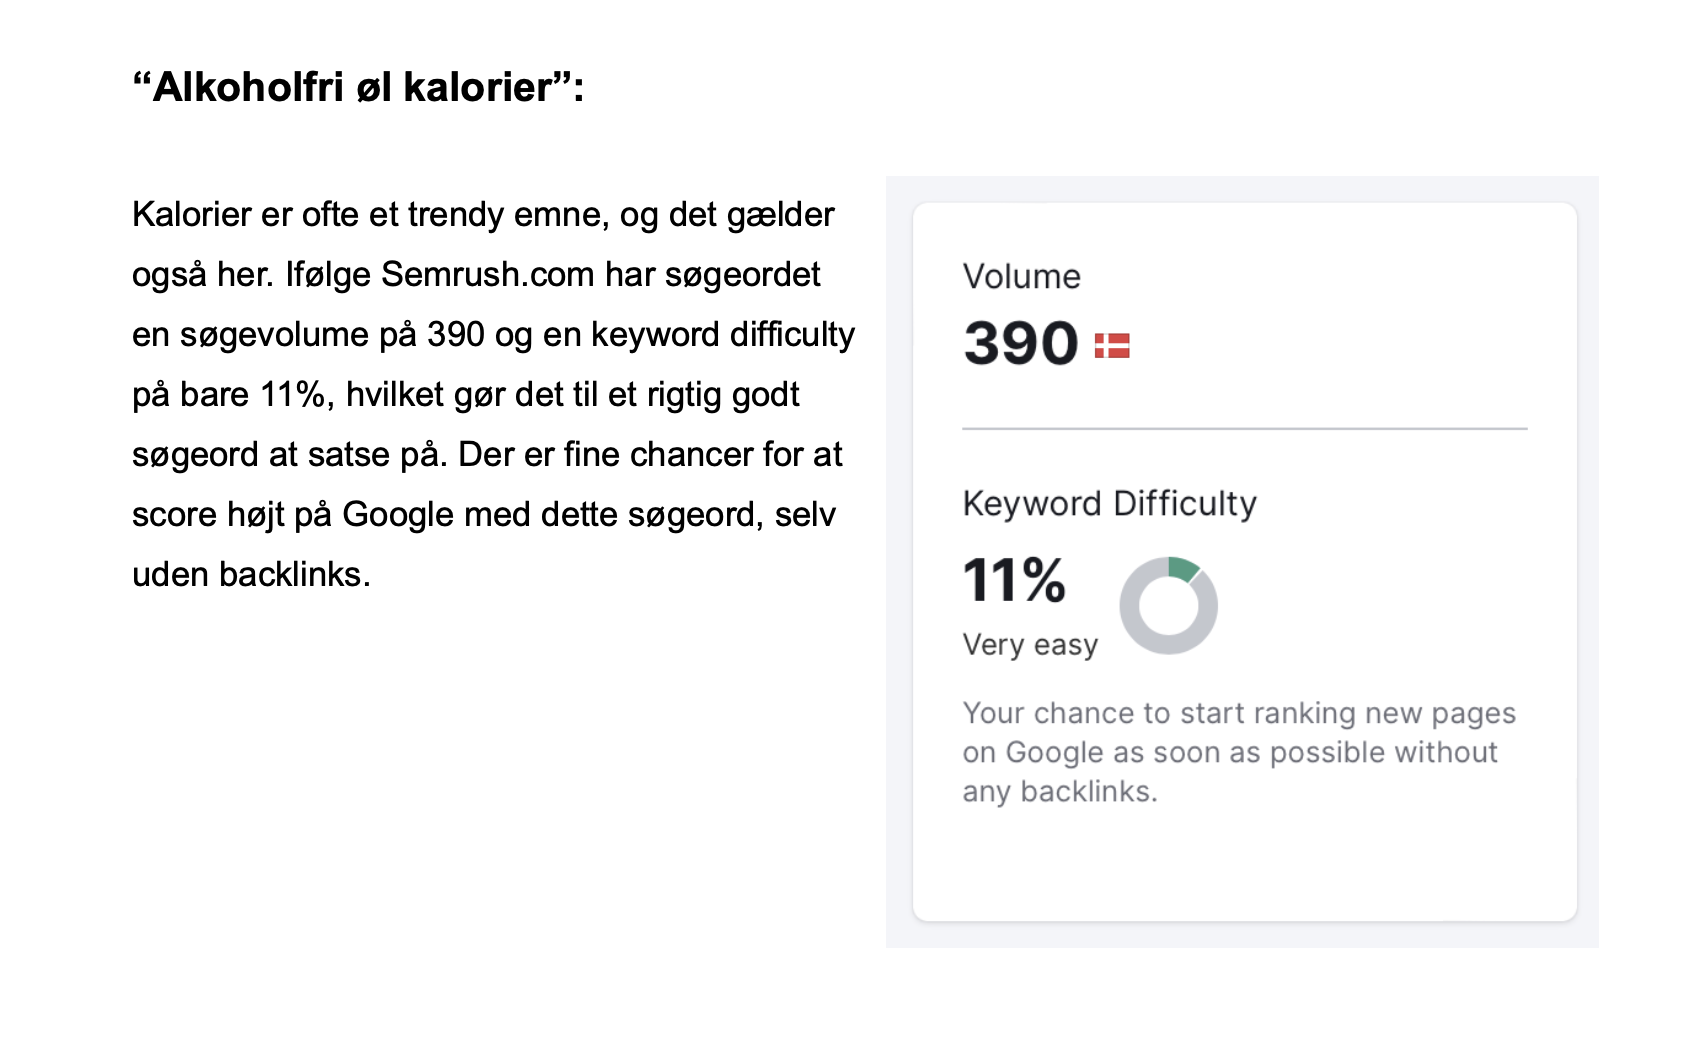 “Alkoholfri øl kalorier”:
Kalorier er ofte et trendy emne, og det gælder
også her. Ifølge Semrush.com har søgeordet
en søgevolume på 390 og en keyword difficulty
på bare 11%, hvilket gør det til et rigtig godt
søgeord at satse på. Der er fine chancer for at
score højt på Google med dette søgeord, selv
uden backlinks.
Volume
390
Keyword Difficulty
11%
Very easy
Your chance to start ranking new pages
on Google as soon as possible without
any backlinks.